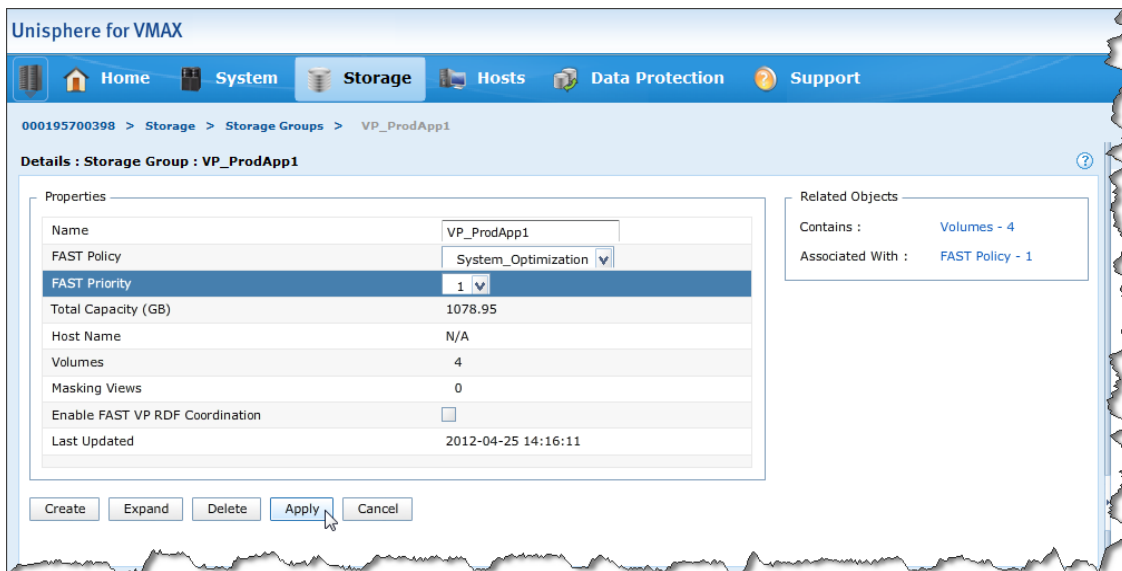 Unisphere for VMAX
Home System Storage Hosts Data Protection Support
000195700398 > Storage > Storage Groups > VP_ProdApp1
Details : Storage Group : VP_ProdApp1
Properties
Name VP_ProdApp1
FAST Policy System_Optimization
FAST Priority 1
Total Capacity (GB) 1078.95
Host Name N/A
Volumes 4
Masking Views 0
Enable FAST VP RDF Coordination
Last Updated 2012-04-25 14:16:11
Related Objects
Contains : Volumes - 4
Associated With : FAST Policy - 1
Create Expand Delete Apply Cancel